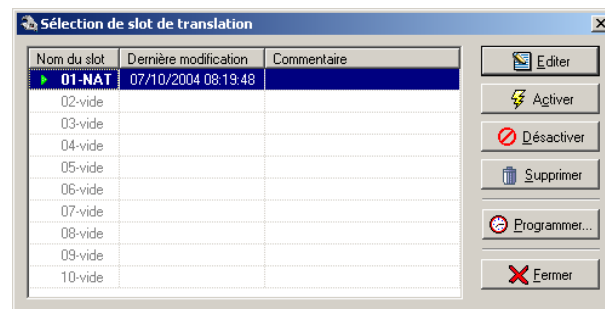 Sélection de slot de translation
Nom du slot Dernière modification Commentaire
01-NAT 07/10/2004 08:19:48
02-vide
03-vide
04-vide
05-vide
06-vide
07-vide
08-vide
09-vide
10-vide
Editer
Activer
Désactiver
Supprimer
Programmer...
Fermer